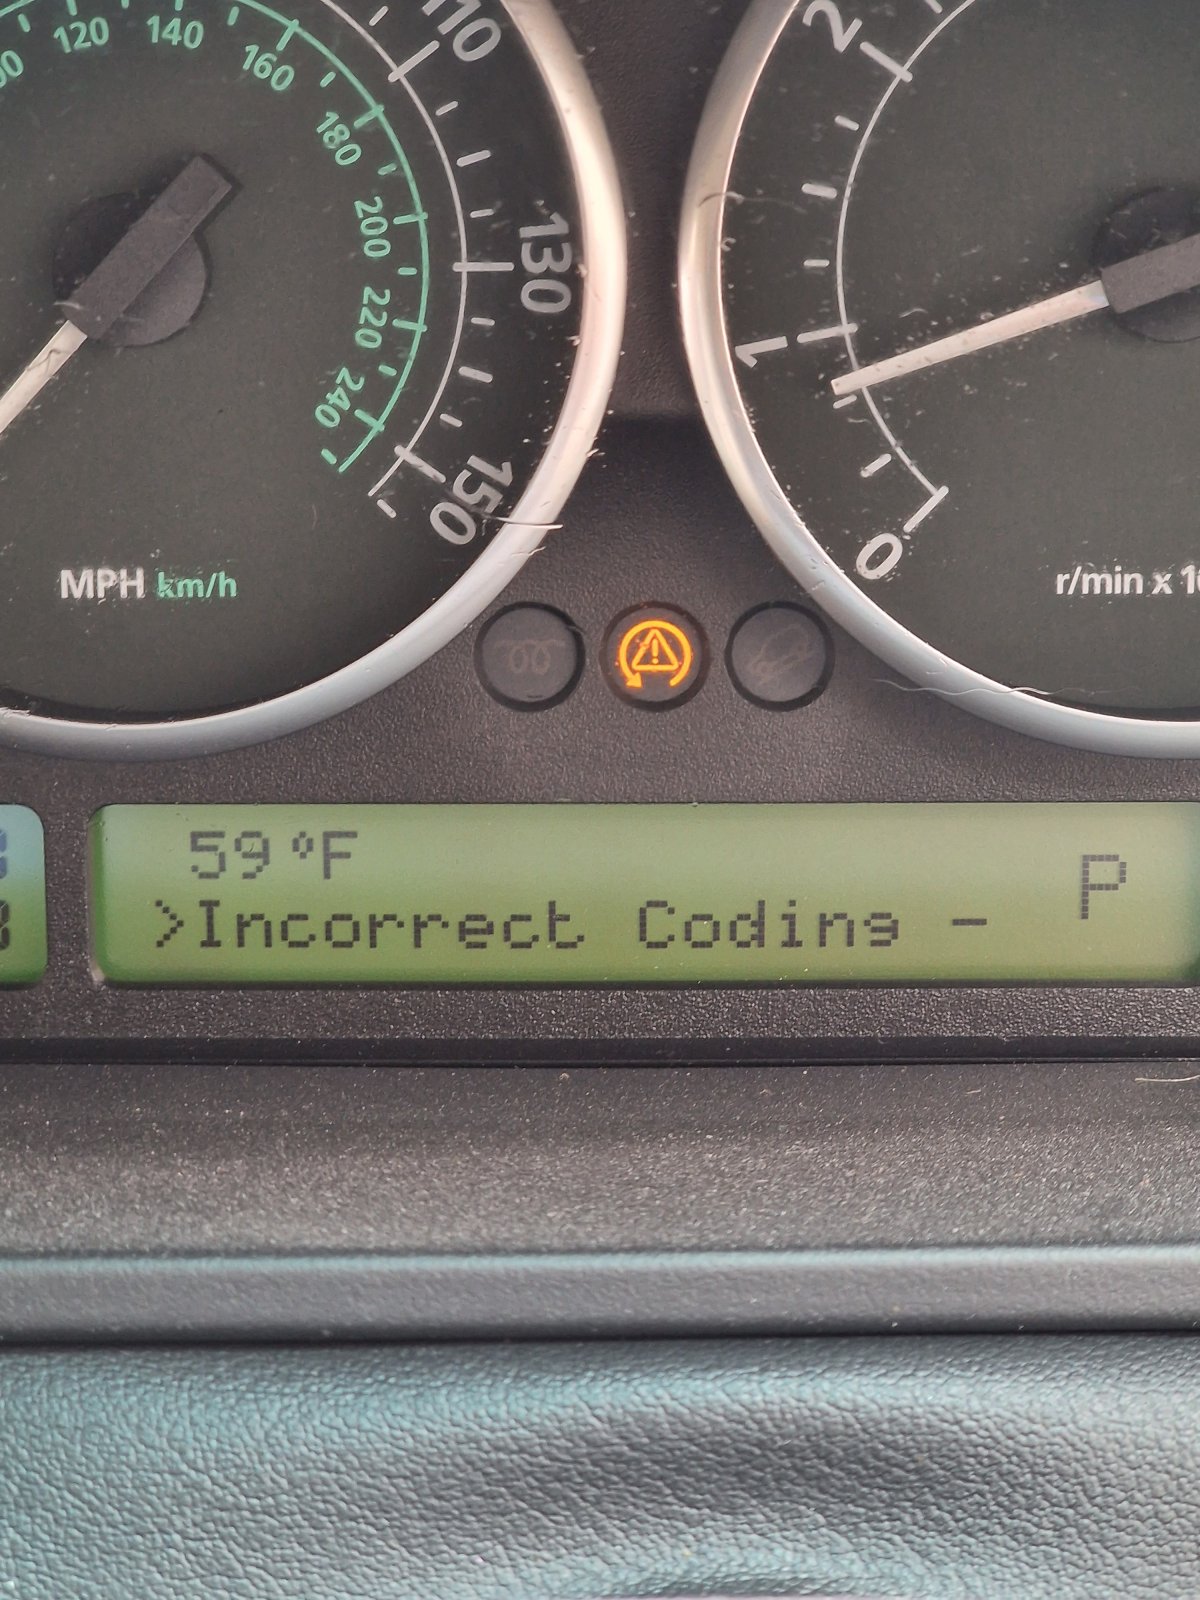 120 140 160 180 200 220 240
110 130 150
MPH km/h
2 1 0
r/min x 1
59 °F
P
>Incorrect Coding -